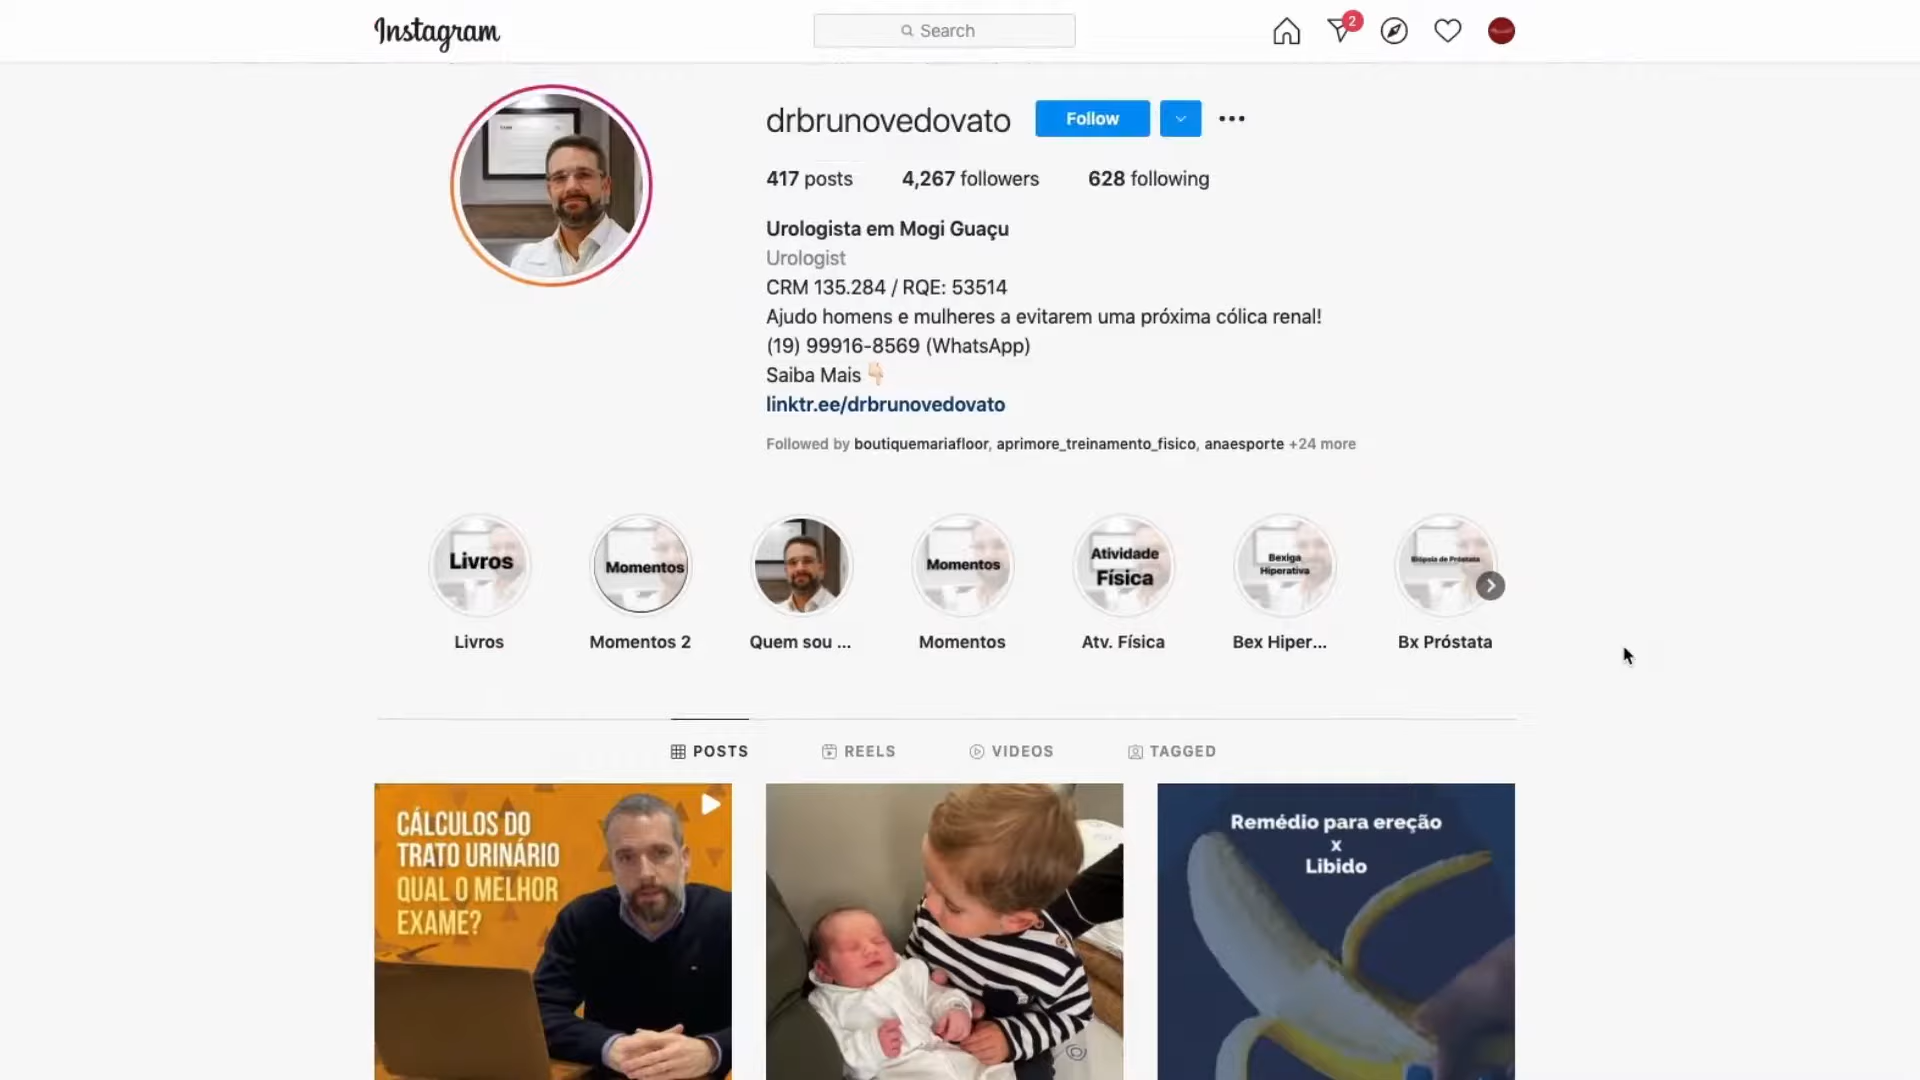 Instagram
Search
2
drbrunovedovato
Follow
417 posts 4,267 followers 628 following
Urologista em Mogi Guaçu
Urologist
CRM 135.284 / RQE: 53514
Ajudo homens e mulheres a evitarem uma próxima cólica renal!
(19) 99916-8569 (WhatsApp)
Saiba Mais 👇🏻
linktr.ee/drbrunovedovato
Followed by boutiquemariafloor, aprimore_treinamento_fisico, anaesporte +24 more
Livros
Momentos
Momentos
Atividade
Física
Bexiga
Hiperativa
Biópsia de Próstata
Livros
Momentos 2
Quem sou ...
Momentos
Atv. Física
Bex Hiper...
Bx Próstata
POSTS
REELS
VIDEOS
TAGGED
CÁLCULOS DO
TRATO URINÁRIO
QUAL O MELHOR
EXAME?
Remédio para ereção
x
Libido